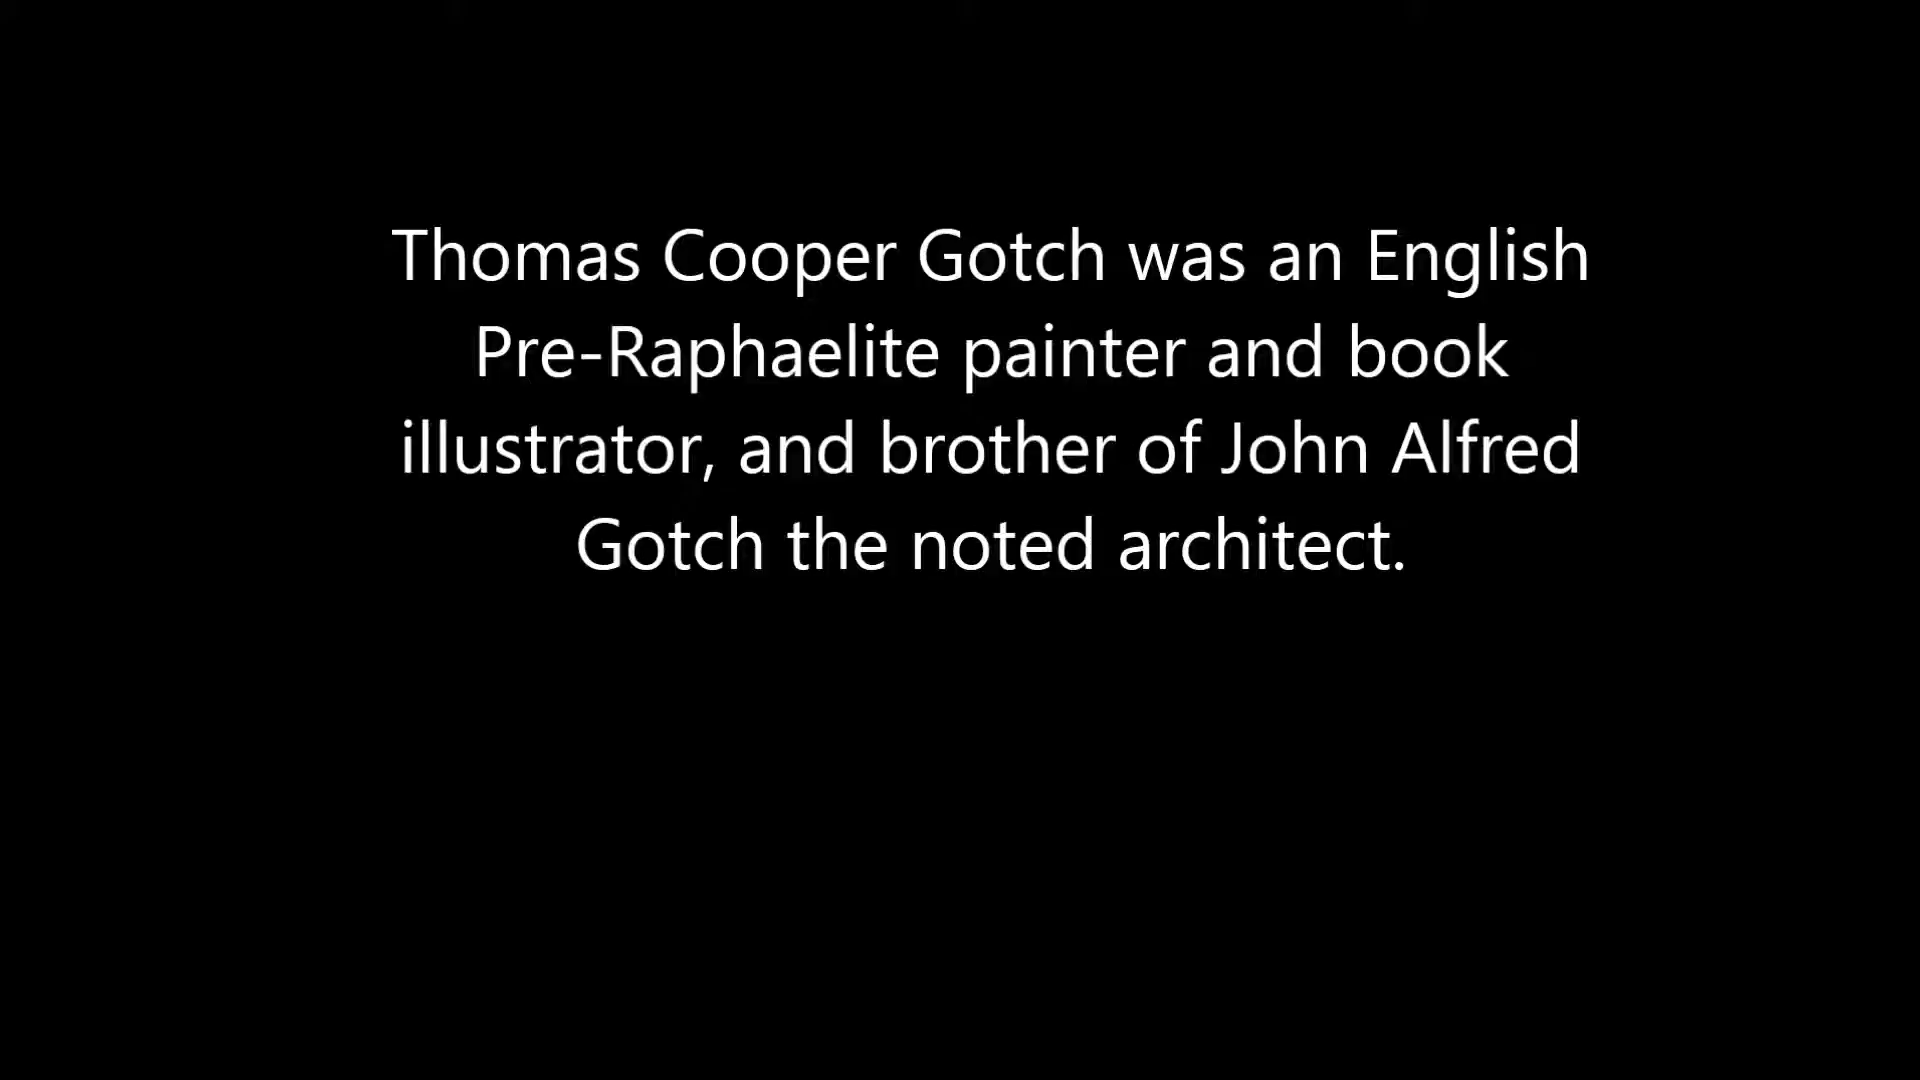 Thomas Cooper Gotch was an English
Pre-Raphaelite painter and book
illustrator, and brother of John Alfred
Gotch the noted architect.